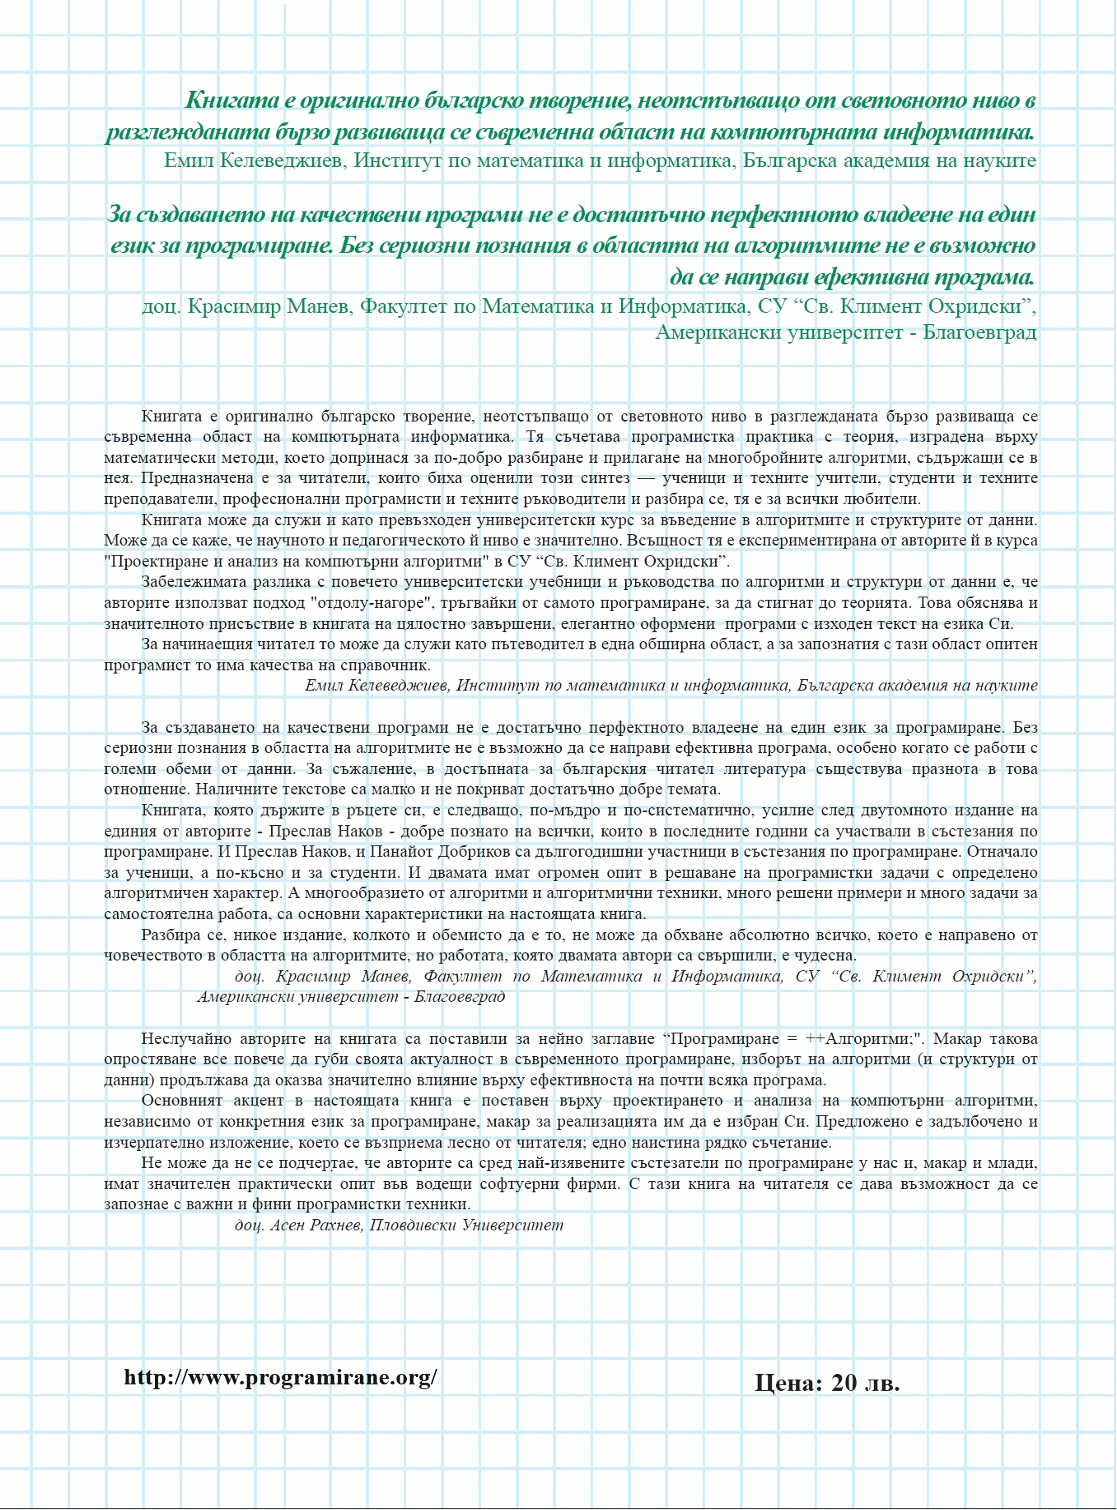 Книгата е оригинално българско творение, неотстъпващо от световното ниво в
разглежданата бързо развиваща се съвременна област на компютърната информатика.
Емил Келеведжиев, Институт по математика и информатика, Българска академия на науките
За създаването на качествени програми не е достатъчно перфектното владеене на един
език за програмиране. Без сериозни познания в областта на алгоритмите не е възможно
да се направи ефективна програма.
доц. Красимир Манев, Факултет по Математика и Информатика, СУ “Св. Климент Охридски”,
Американски университет - Благоевград
Книгата е оригинално българско творение, неотстъпващо от световното ниво в разглежданата бързо развиваща се
съвременна област на компютърната информатика. Тя съчетава програмистка практика с теория, изградена върху
математически методи, което допринася за по-добро разбиране и прилагане на многобройните алгоритми, съдържащи се в
нея. Предназначена е за читатели, които биха оценили този синтез — ученици и техните учители, студенти и техните
преподаватели, професионални програмисти и техните ръководители и разбира се, тя е за всички любители.
Книгата може да служи и като превъзходен университетски курс за въведение в алгоритмите и структурите от данни.
Може да се каже, че научното и педагогическото й ниво е значително. Всъщност тя е експериментирана от авторите й в курса
"Проектиране и анализ на компютърни алгоритми" в СУ “Св. Климент Охридски”.
Забележимата разлика с повечето университетски учебници и ръководства по алгоритми и структури от данни е, че
авторите използват подход "отдолу-нагоре", тръгвайки от самото програмиране, за да стигнат до теорията. Това обяснява и
значителното присъствие в книгата на цялостно завършени, елегантно оформени  програми с изходен текст на езика Си.
За начинаещия читател то може да служи като пътеводител в една обширна област, а за запознатия с тази област опитен
програмист то има качества на справочник.
Емил Келеведжиев, Институт по математика и информатика, Българска академия на науките
За създаването на качествени програми не е достатъчно перфектното владеене на един език за програмиране. Без
сериозни познания в областта на алгоритмите не е възможно да се направи ефективна програма, особено когато се работи с
големи обеми от данни. За съжаление, в достъпната за българския читател литература съществува празнота в това
отношение. Наличните текстове са малко и не покриват достатъчно добре темата.
Книгата, която държите в ръцете си, е следващо, по-мъдро и по-систематично, усилие след двутомното издание на
единия от авторите - Преслав Наков - добре познато на всички, които в последните години са участвали в състезания по
програмиране. И Преслав Наков, и Панайот Добриков са дългогодишни участници в състезания по програмиране. Отначало
за ученици, а по-късно и за студенти. И двамата имат огромен опит в решаване на програмистки задачи с определено
алгоритмичен характер. А многообразието от алгоритми и алгоритмични техники, много решени примери и много задачи за
самостоятелна работа, са основни характеристики на настоящата книга.
Разбира се, никое издание, колкото и обемисто да е то, не може да обхване абсолютно всичко, което е направено от
човечеството в областта на алгоритмите, но работата, която двамата автори са свършили, е чудесна.
доц. Красимир Манев, Факултет по Математика и Информатика, СУ “Св. Климент Охридски”,
Американски университет - Благоевград
Неслучайно авторите на книгата са поставили за нейно заглавие “Програмиране = ++Алгоритми;". Макар такова
опростяване все повече да губи своята актуалност в съвременното програмиране, изборът на алгоритми (и структури от
данни) продължава да оказва значително влияние върху ефективноста на почти всяка програма.
Основният акцент в настоящата книга е поставен върху проектирането и анализа на компютърни алгоритми,
независимо от конкретния език за програмиране, макар за реализацията им да е избран Си. Предложено е задълбочено и
изчерпателно изложение, което се възприема лесно от читателя; едно наистина рядко съчетание.
Не може да не се подчертае, че авторите са сред най-изявените състезатели по програмиране у нас и, макар и млади,
имат значителен практически опит във водещи софтуерни фирми. С тази книга на читателя се дава възможност да се
запознае с важни и фини програмистки техники.
доц. Асен Рахнев, Пловдивски Университет
http://www.programirane.org/
Цена: 20 лв.